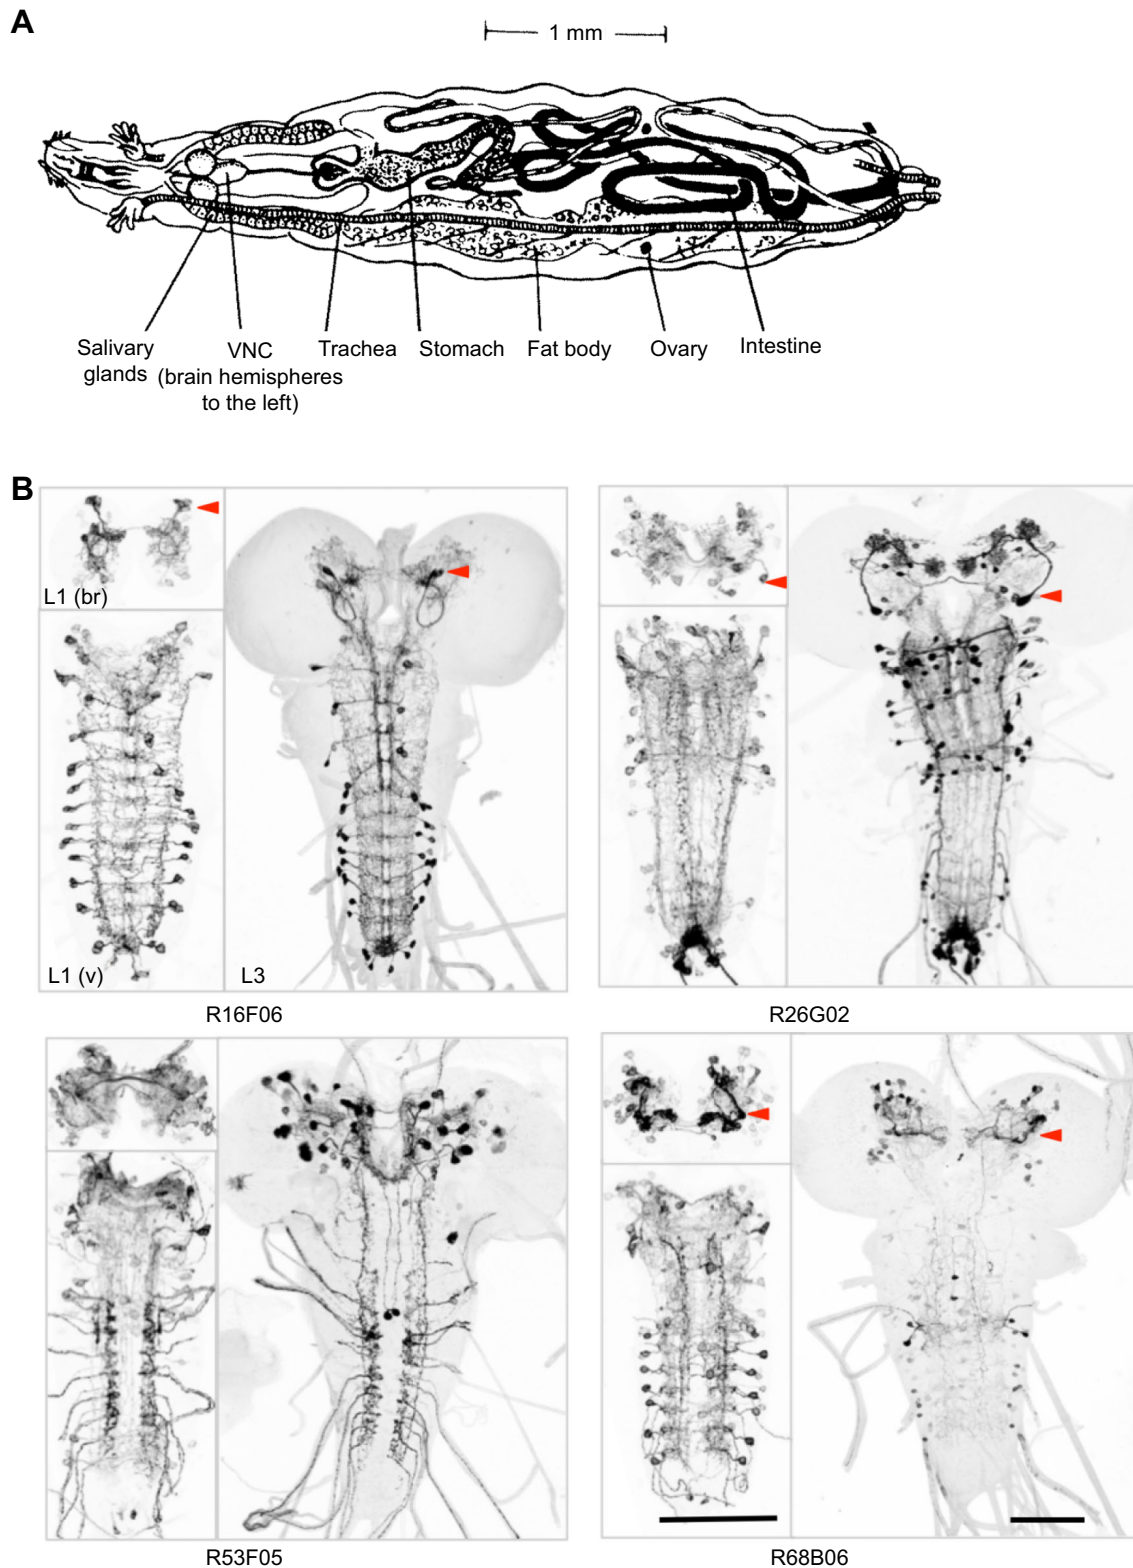 A
1 mm
Salivary
glands
VNC
(brain hemispheres
to the left)
Trachea
Stomach
Fat body
Ovary
Intestine
B
L1 (br)
L1 (v)
L3
R16F06
R26G02
R53F05
R68B06